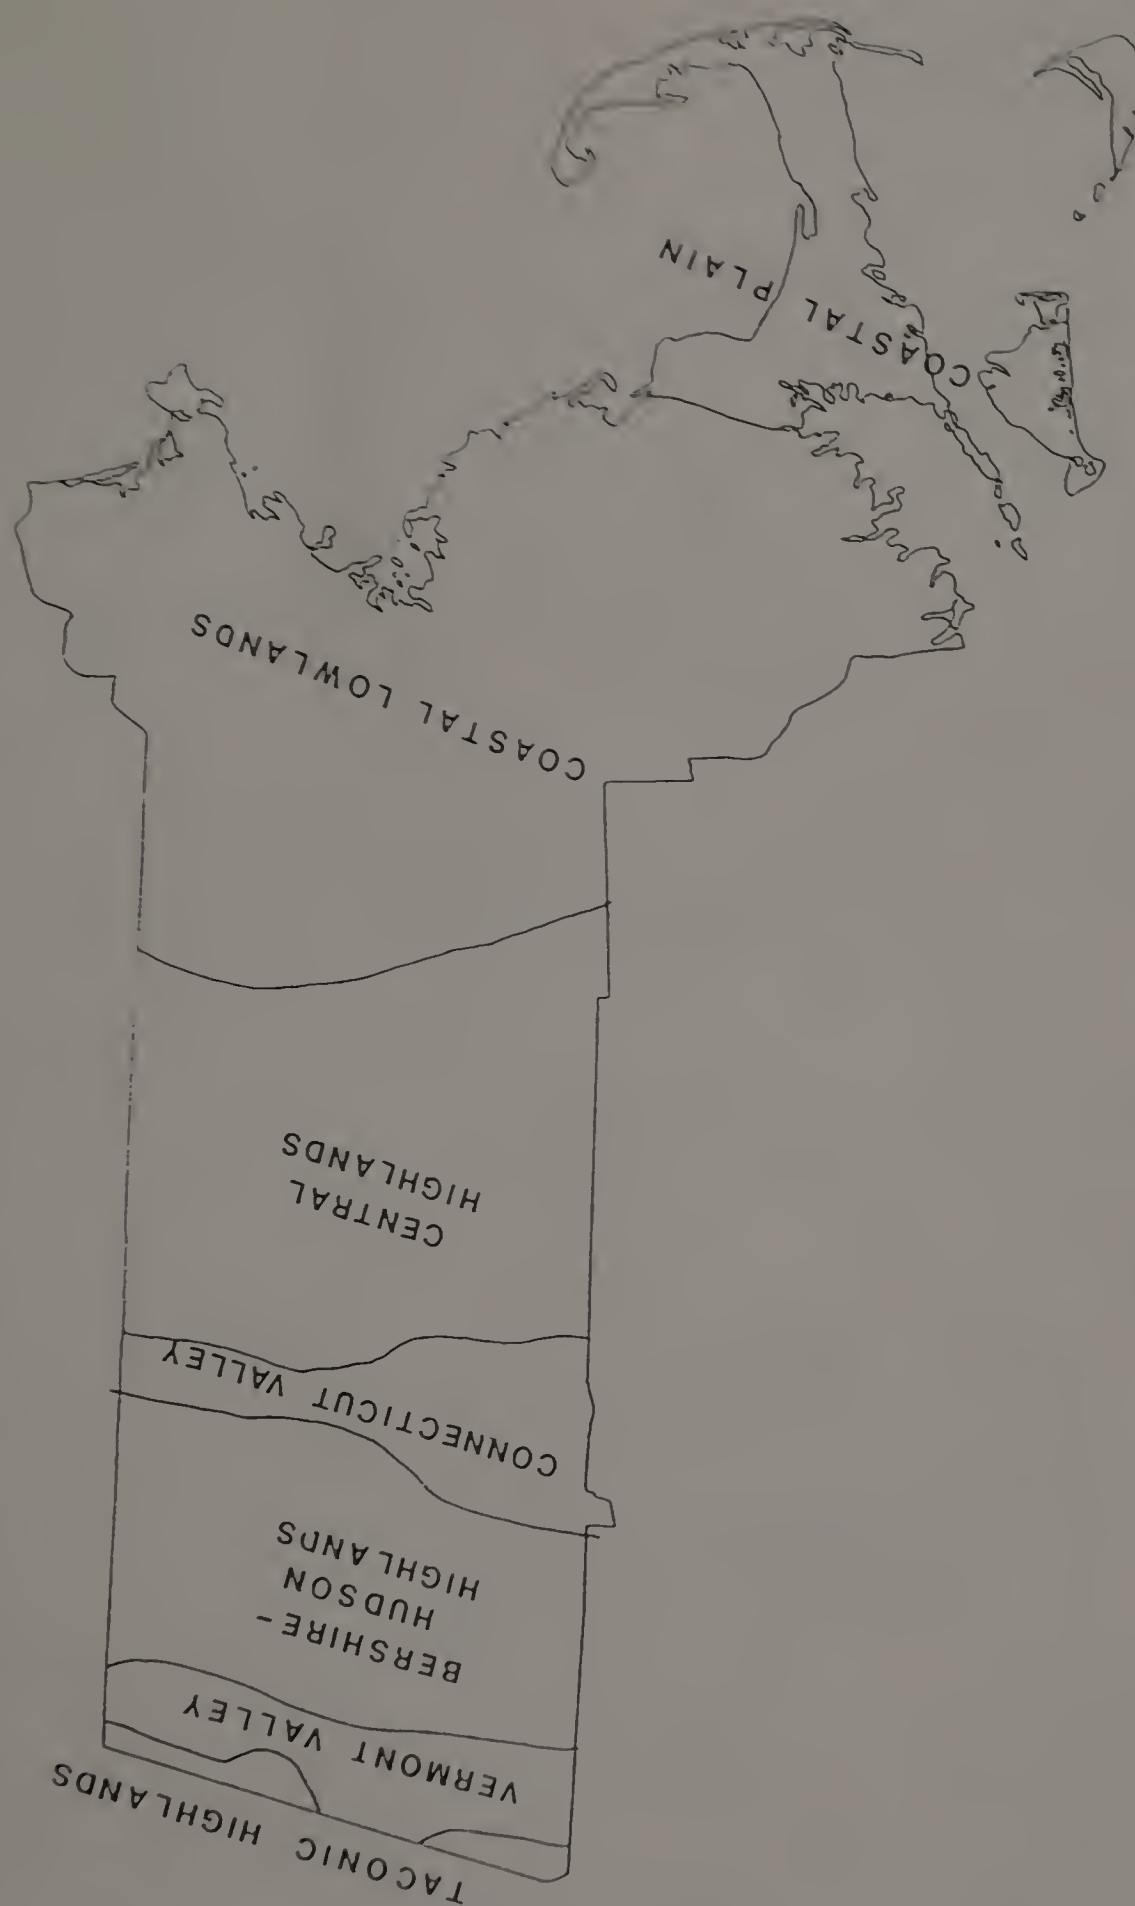 TACONIC HIGHLANDS
VERMONT VALLEY
BERSHIRE-
HUDSON
HIGHLANDS
CONNECTICUT VALLEY
CENTRAL
HIGHLANDS
COASTAL LOWLANDS
COASTAL PLAIN